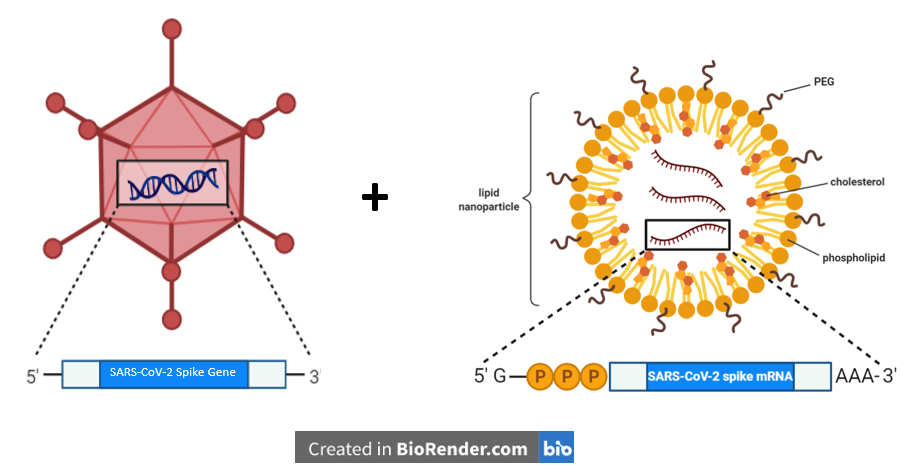 PEG
lipid
nanoparticle
cholesterol
phospholipid
5' SARS-CoV-2 Spike Gene 3'
5' G P P P SARS-CoV-2 spike mRNA AAA- 3'
Created in BioRender.com bio